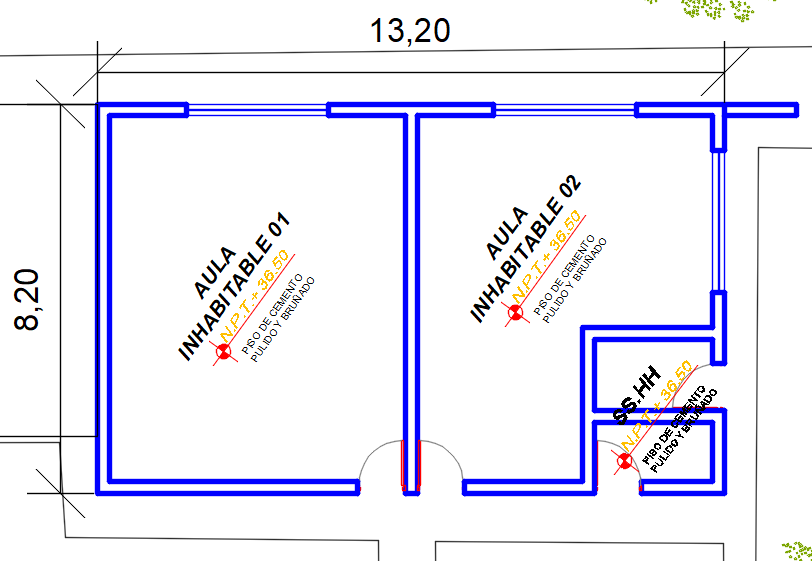 13,20
8,20
AULA
INHABITABLE 01
N.P.T.+ 36.50
PISO DE CEMENTO
PULIDO Y BRUÑADO
AULA
INHABITABLE 02
N.P.T.+ 36.50
PISO DE CEMENTO
PULIDO Y BRUÑADO
SS.HH
N.P.T.+ 36.50
PISO DE CEMENTO
PULIDO Y BRUÑADO